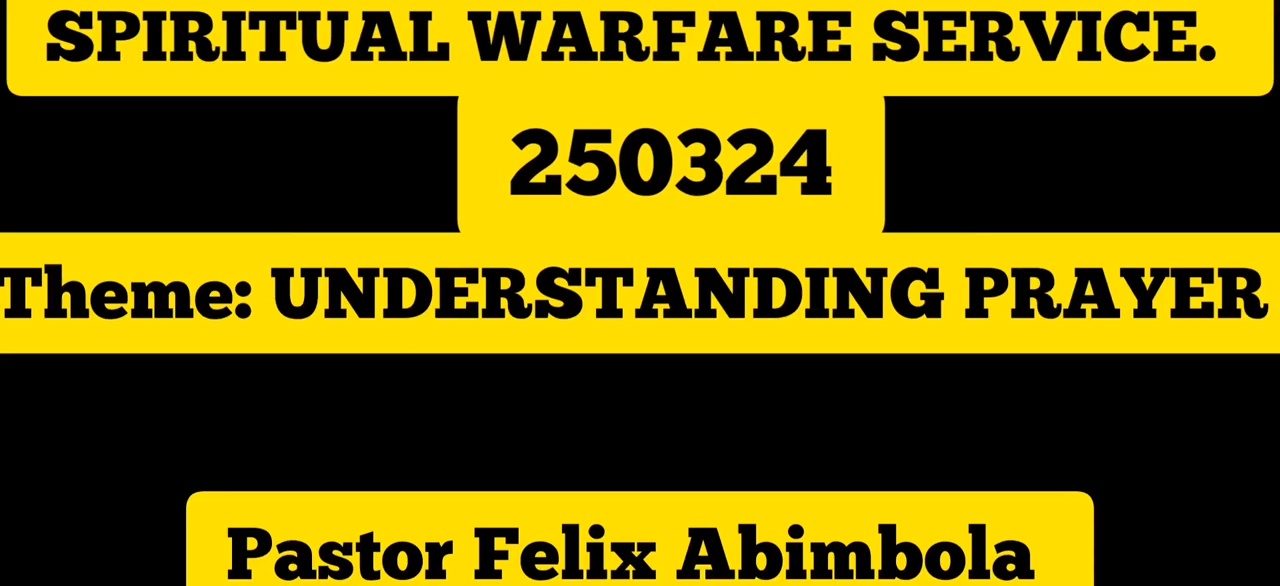 SPIRITUAL WARFARE SERVICE.
250324
Theme: UNDERSTANDING PRAYER
Pastor Felix Abimbola